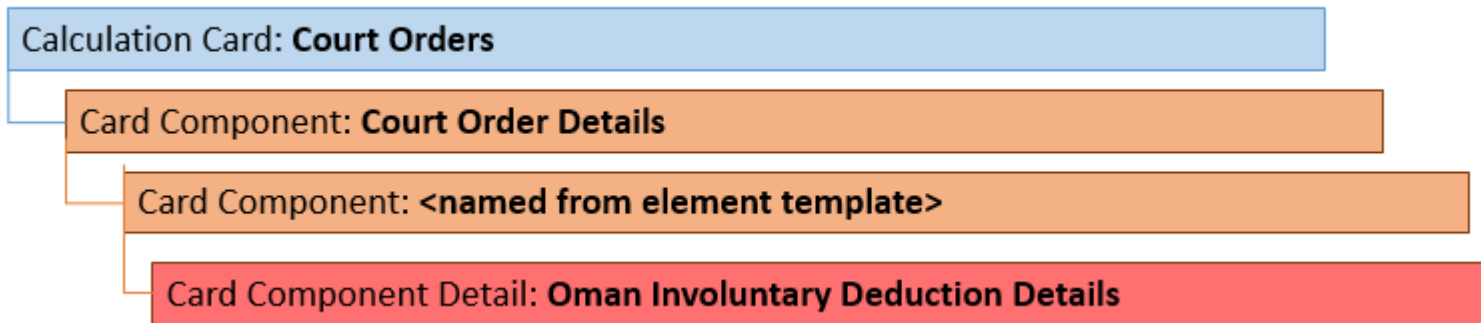 Calculation Card: Court Orders
Card Component: Court Order Details
Card Component: <named from element template>
Card Component Detail: Oman Involuntary Deduction Details